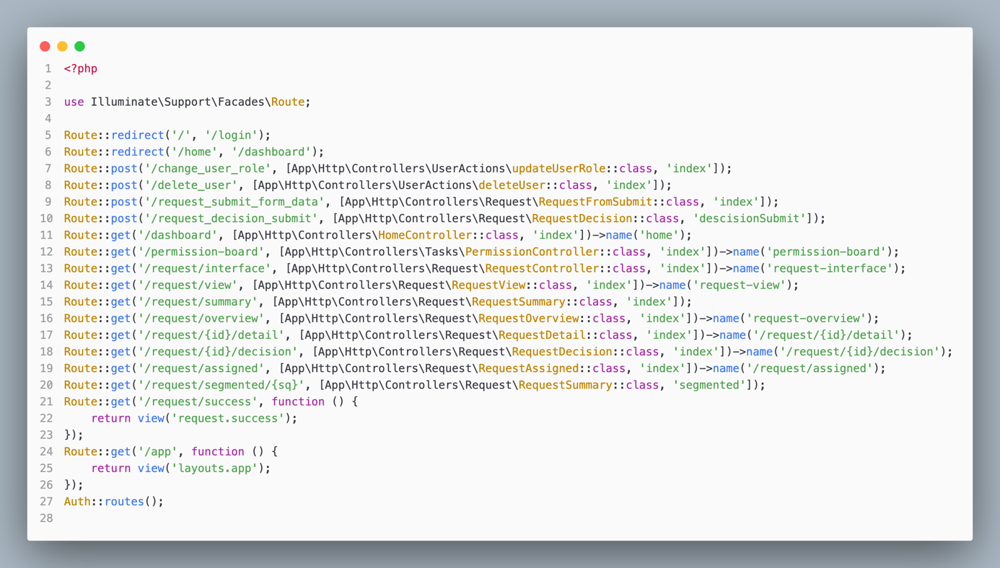 1 <?php
2
3 use Illuminate\Support\Facades\Route;
4
5 Route::redirect('/', '/login');
6 Route::redirect('/home', '/dashboard');
7 Route::post('/change_user_role', [App\Http\Controllers\UserActions\updateUserRole::class, 'index']);
8 Route::post('/delete_user', [App\Http\Controllers\UserActions\deleteUser::class, 'index']);
9 Route::post('/request_submit_form_data', [App\Http\Controllers\Request\RequestFromSubmit::class, 'index']);
10 Route::post('/request_decision_submit', [App\Http\Controllers\Request\RequestDecision::class, 'descisionSubmit']);
11 Route::get('/dashboard', [App\Http\Controllers\HomeController::class, 'index'])->name('home');
12 Route::get('/permission-board', [App\Http\Controllers\Tasks\PermissionController::class, 'index'])->name('permission-board');
13 Route::get('/request/interface', [App\Http\Controllers\Request\RequestController::class, 'index'])->name('request-interface');
14 Route::get('/request/view', [App\Http\Controllers\Request\RequestView::class, 'index'])->name('request-view');
15 Route::get('/request/summary', [App\Http\Controllers\Request\RequestSummary::class, 'index']);
16 Route::get('/request/overview', [App\Http\Controllers\Request\RequestOverview::class, 'index'])->name('request-overview');
17 Route::get('/request/{id}/detail', [App\Http\Controllers\Request\RequestDetail::class, 'index'])->name('/request/{id}/detail');
18 Route::get('/request/{id}/decision', [App\Http\Controllers\Request\RequestDecision::class, 'index'])->name('/request/{id}/decision');
19 Route::get('/request/assigned', [App\Http\Controllers\Request\RequestAssigned::class, 'index'])->name('/request/assigned');
20 Route::get('/request/segmented/{sq}', [App\Http\Controllers\Request\RequestSummary::class, 'segmented']);
21 Route::get('/request/success', function () {
22     return view('request.success');
23 });
24 Route::get('/app', function () {
25     return view('layouts.app');
26 });
27 Auth::routes();
28